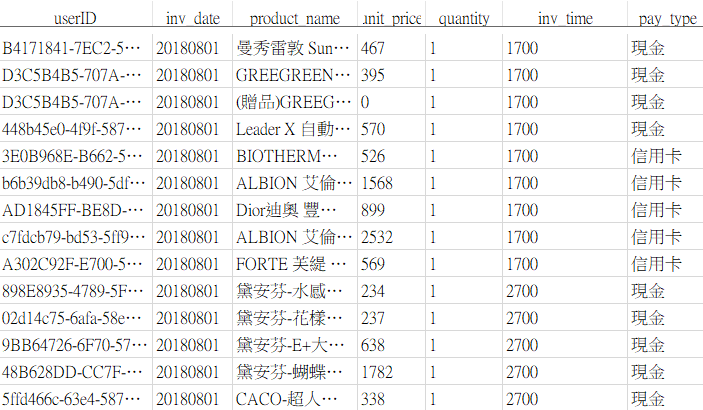 userID inv_date product_name unit_price quantity inv_time pay_type
B4171841-7EC2-5… 20180801 曼秀雷敦 Sun… 467 1 1700 現金
D3C5B4B5-707A-… 20180801 GREEGREEN… 395 1 1700 現金
D3C5B4B5-707A-… 20180801 (贈品)GREEG… 0 1 1700 現金
448b45e0-4f9f-587… 20180801 Leader X 自動… 570 1 1700 現金
3E0B968E-B662-5… 20180801 BIOTHERM… 526 1 1700 信用卡
b6b39db8-b490-5df… 20180801 ALBION 艾倫… 1568 1 1700 信用卡
AD1845FF-BE8D-… 20180801 Dior迪奧 豐… 899 1 1700 信用卡
c7fdcb79-bd53-5ff9… 20180801 ALBION 艾倫… 2532 1 1700 信用卡
A302C92F-E700-5… 20180801 FORTE 芙緹 … 569 1 1700 信用卡
898E8935-4789-5F… 20180801 黛安芬-水感… 234 1 2700 現金
02d14c75-6afa-58e… 20180801 黛安芬-花樣… 237 1 2700 現金
9BB64726-6F70-57… 20180801 黛安芬-E+大… 638 1 2700 現金
48B628DD-CC7F-… 20180801 黛安芬-蝴蝶… 1782 1 2700 現金
5ffd466c-63e4-587… 20180801 CACO-超人… 338 1 2700 現金